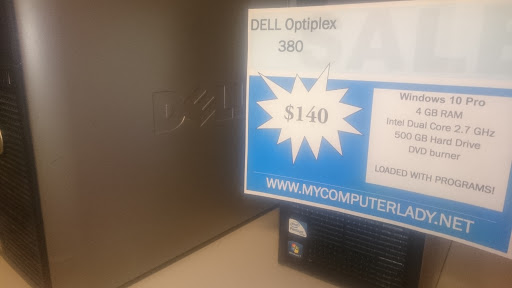 SALE
DELL Optiplex
380
$140
Windows 10 Pro
4 GB RAM
Intel Dual Core 2.7 GHz
500 GB Hard Drive
DVD burner
LOADED WITH PROGRAMS!
WWW.MYCOMPUTERLADY.NET
DELL